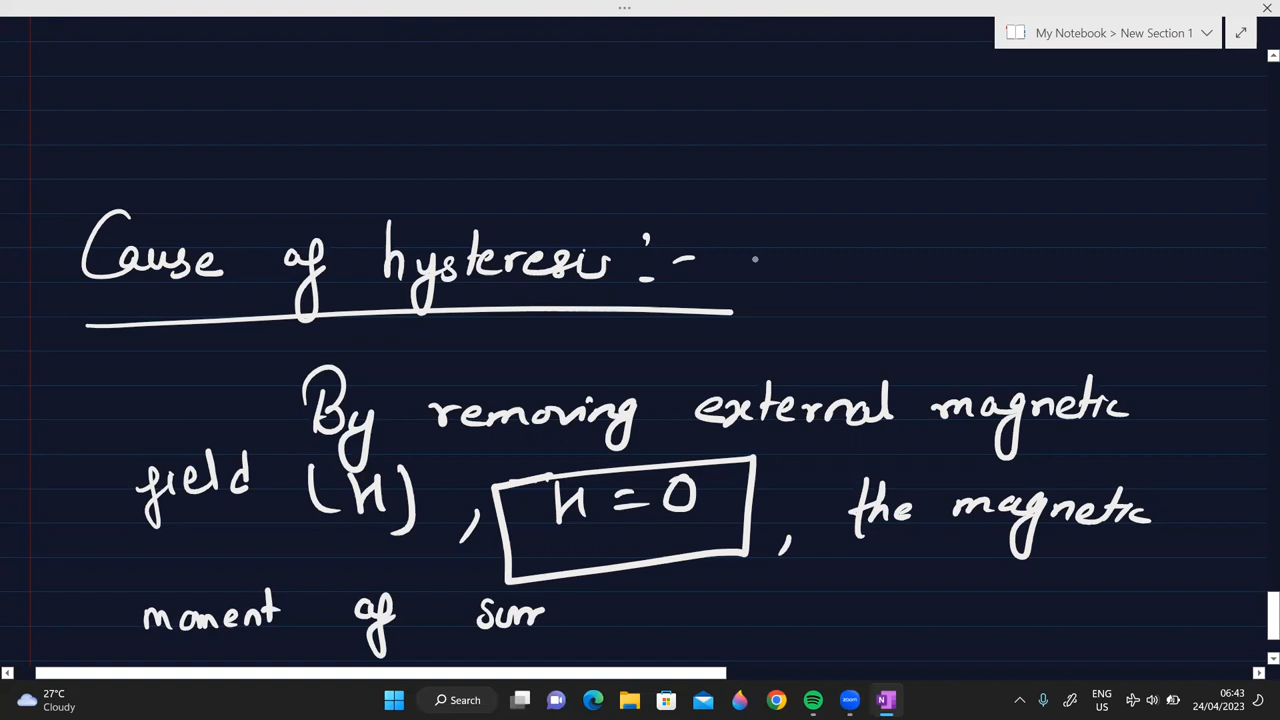 My Notebook > New Section 1
Cause of hysteresis :-
By removing external magnetic
field (H), H = 0, the magnetic
moment of
27°C
Cloudy
Search
zoom
ENG
US
06:43
24/04/2023